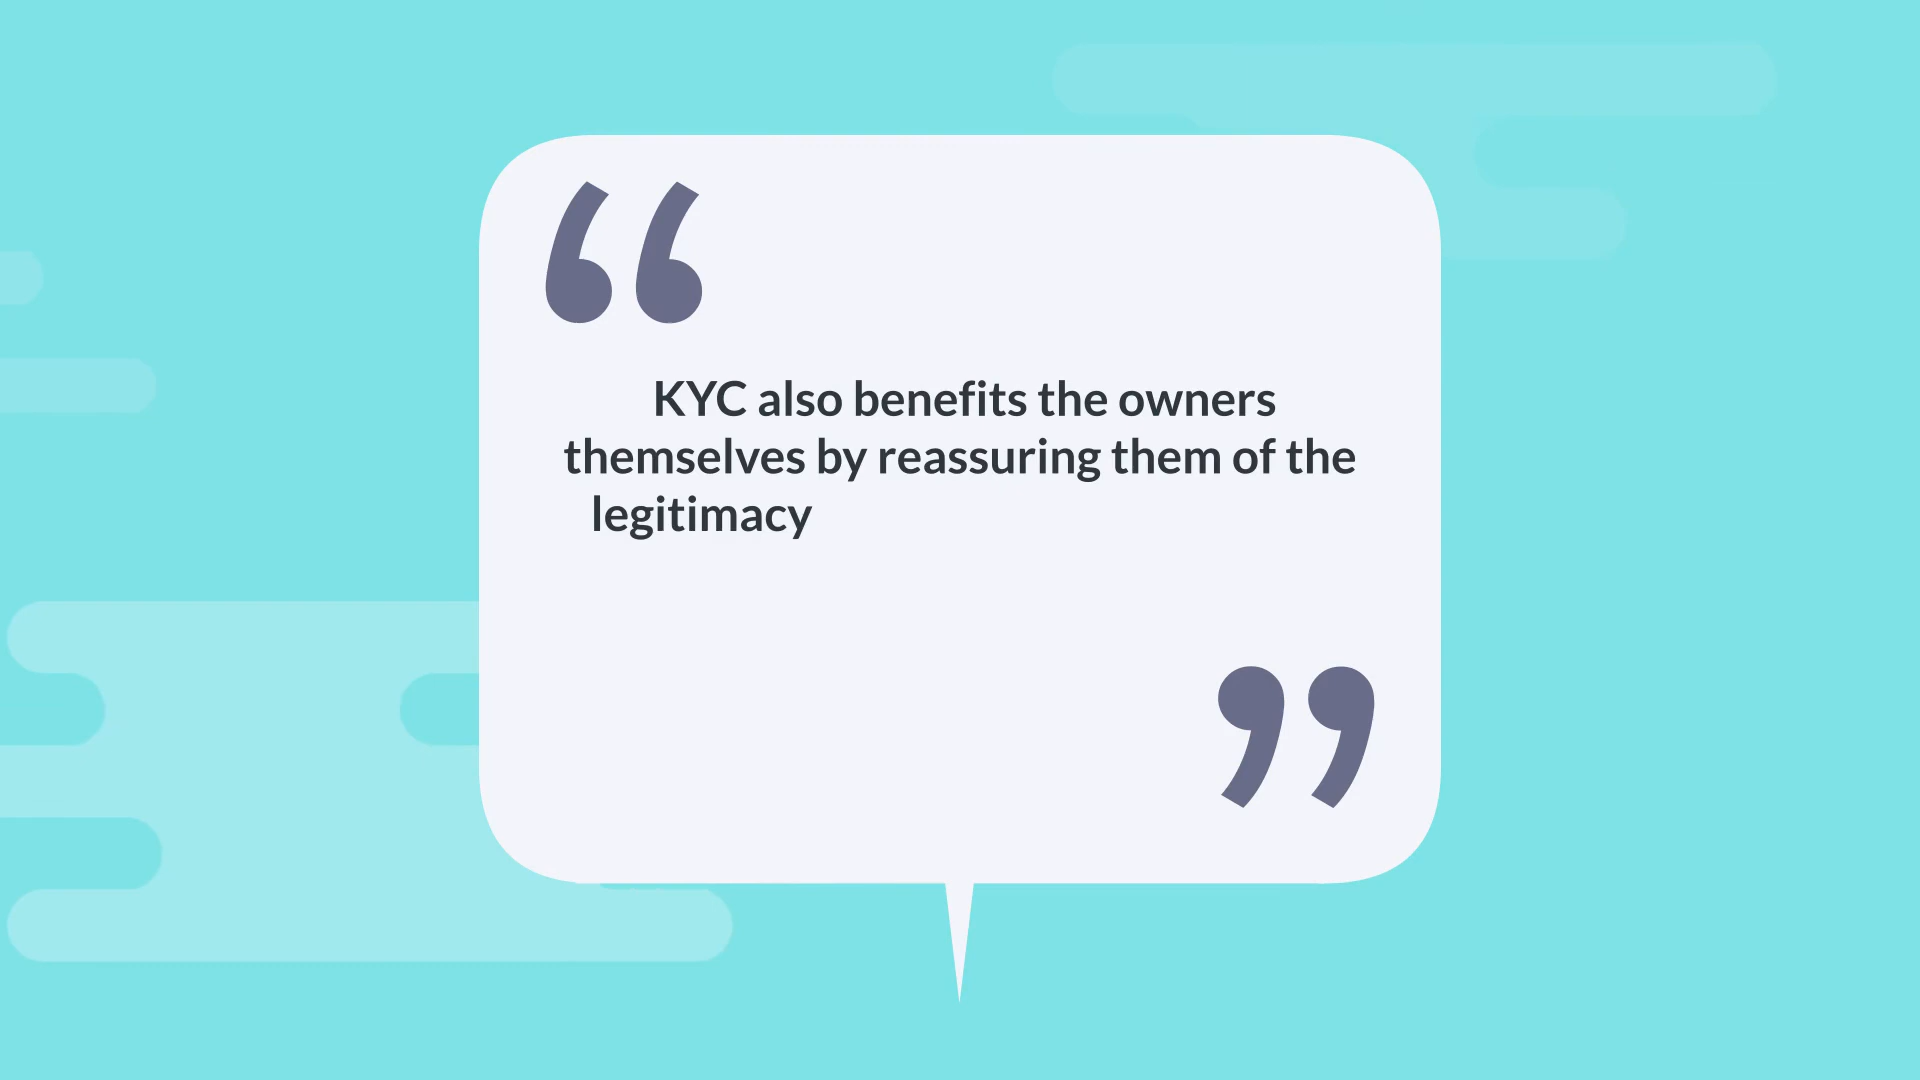 “
KYC also benefits the owners
themselves by reassuring them of the
legitimacy
”